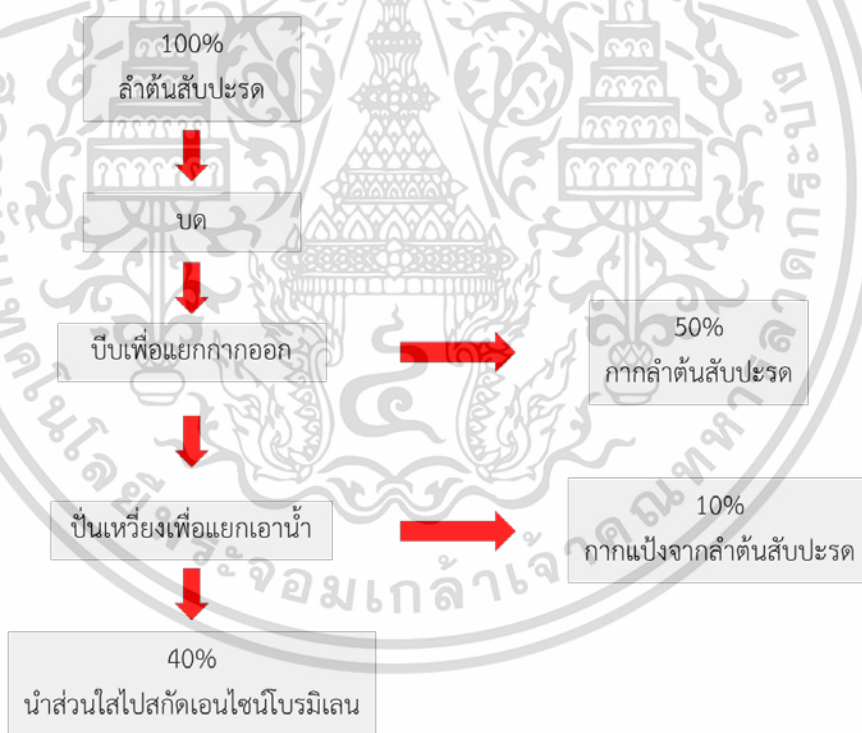 100%
ลำต้นสับปะรด
บด
บีบเพื่อแยกกากออก
50%
กากลำต้นสับปะรด
ปั่นเหวี่ยงเพื่อแยกเอาน้ำ
10%
กากแป้งจากลำต้นสับปะรด
40%
นำส่วนใสไปสกัดเอนไซน์โบรมิเลน